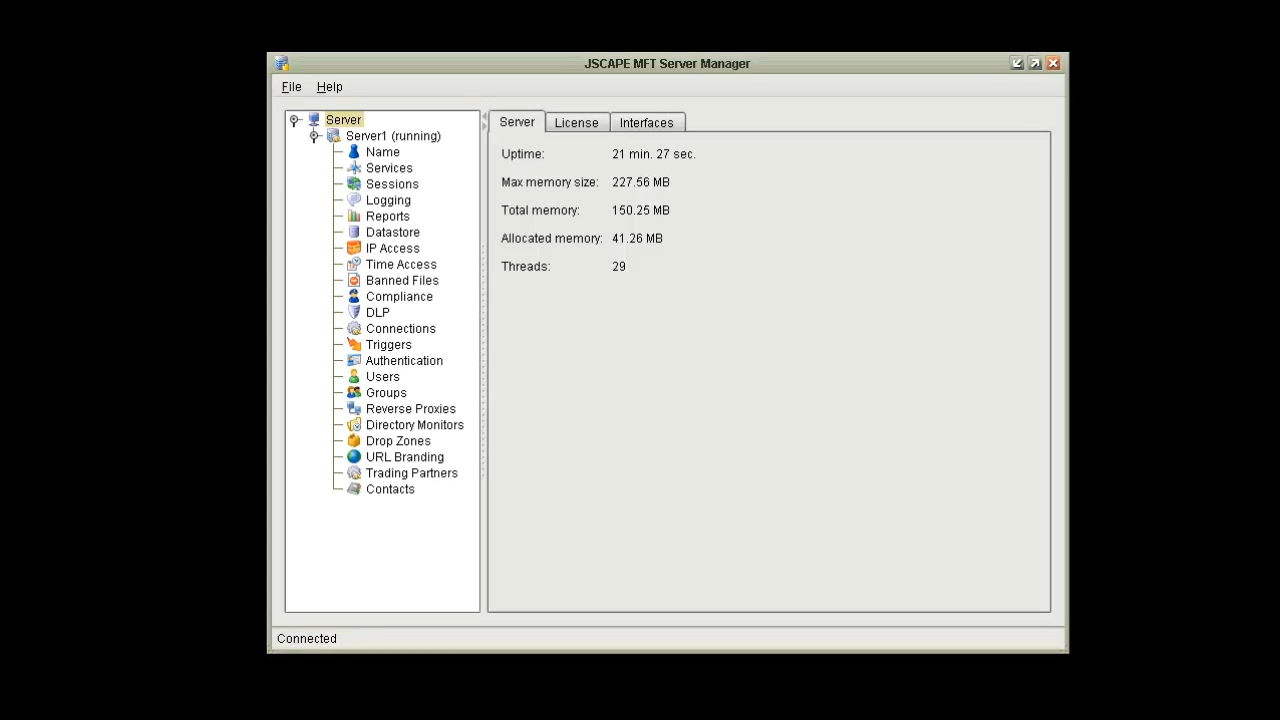 JSCAPE MFT Server Manager
File Help
Server
Server1 (running)
Name
Services
Sessions
Logging
Reports
Datastore
IP Access
Time Access
Banned Files
Compliance
DLP
Connections
Triggers
Authentication
Users
Groups
Reverse Proxies
Directory Monitors
Drop Zones
URL Branding
Trading Partners
Contacts
Server License Interfaces
Uptime: 21 min. 27 sec.
Max memory size: 227.56 MB
Total memory: 150.25 MB
Allocated memory: 41.26 MB
Threads: 29
Connected